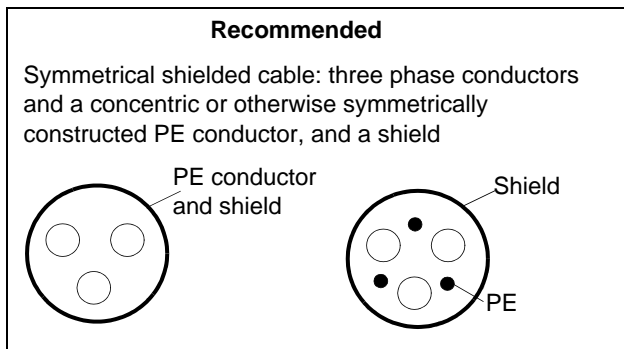 Recommended
Symmetrical shielded cable: three phase conductors
and a concentric or otherwise symmetrically
constructed PE conductor, and a shield
PE conductor
and shield
Shield
PE